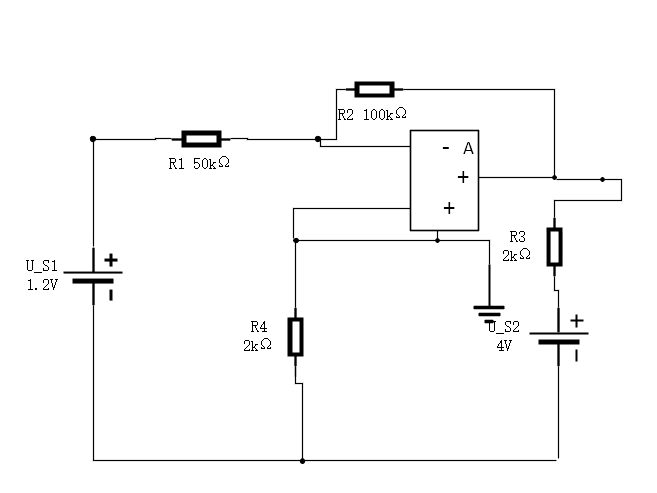 R2 100kΩ
- A
R1 50kΩ
+
+
R3
2kΩ
U_S1
1.2V
+
-
R4
2kΩ
U_S2
4V
+
-